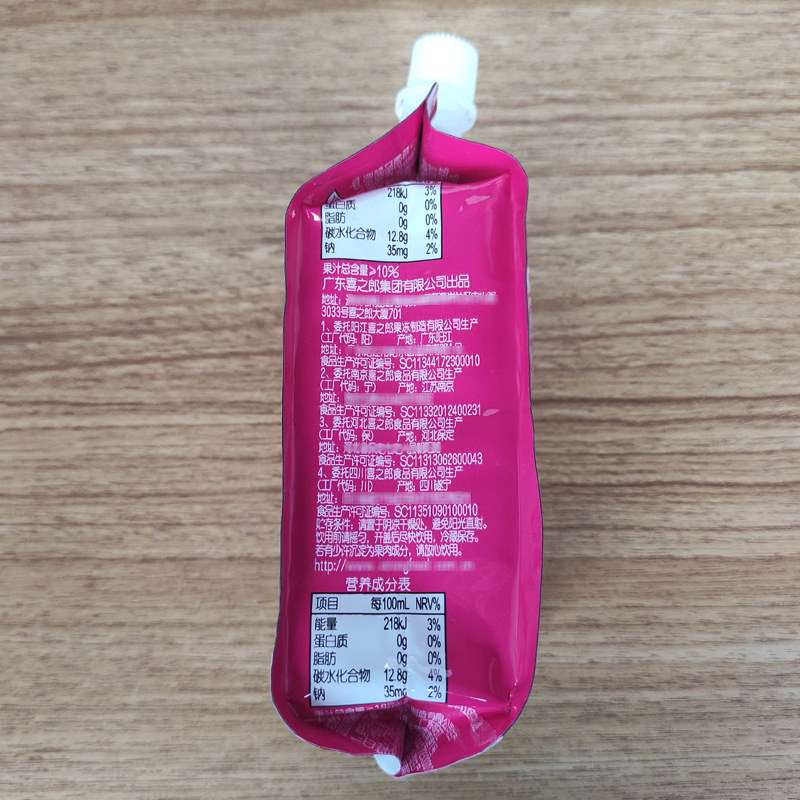 218kJ 3%
蛋白质 0g 0%
脂肪 0g 0%
碳水化合物 12.8g 4%
钠 35mg 2%
果汁总含量≥10%
广东喜之郎集团有限公司出品
地址:
3033号喜之郎大厦701
1、委托阳江喜之郎果冻制造有限公司生产
(工厂代码: 阳) 产地: 广东阳江
地址:
食品生产许可证编号: SC11344172300010
2、委托南京喜之郎食品有限公司生产
(工厂代码: 宁) 产地: 江苏南京
地址:
食品生产许可证编号: SC11332012400231
3、委托河北喜之郎食品有限公司生产
(工厂代码: 保) 产地: 河北保定
地址:
食品生产许可证编号: SC11313062600043
4、委托四川喜之郎食品有限公司生产
(工厂代码: 川) 产地: 四川遂宁
地址:
食品生产许可证编号: SC11351090100010
贮存条件: 请置于阴凉干燥处, 避免阳光直射。
饮用前请摇匀, 开盖后尽快饮用, 冷藏保存。
若有少许沉淀为果肉成分, 请放心饮用。
http://
营养成分表
项目 每100mL NRV%
能量 218kJ 3%
蛋白质 0g 0%
脂肪 0g 0%
碳水化合物 12.8g 4%
钠 35mg 2%